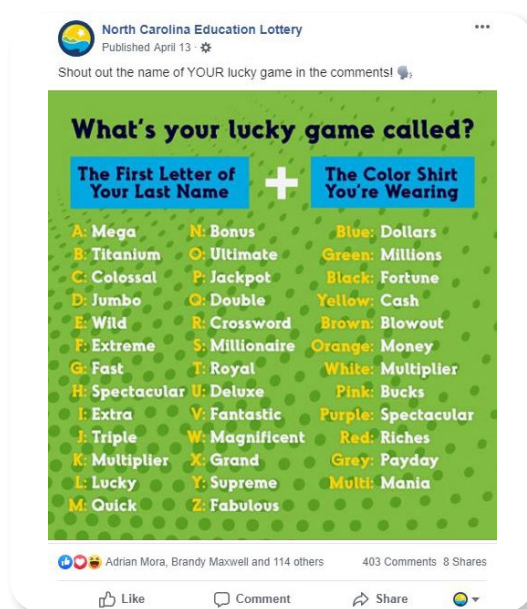 North Carolina Education Lottery
Published April 13 ·
Shout out the name of YOUR lucky game in the comments!
What's your lucky game called?
The First Letter of
Your Last Name
+
The Color Shirt
You're Wearing
A: Mega
B: Titanium
C: Colossal
D: Jumbo
E: Wild
F: Extreme
G: Fast
H: Spectacular
I: Extra
J: Triple
K: Multiplier
L: Lucky
M: Quick
N: Bonus
O: Ultimate
P: Jackpot
Q: Double
R: Crossword
S: Millionaire
T: Royal
U: Deluxe
V: Fantastic
W: Magnificent
X: Grand
Y: Supreme
Z: Fabulous
Blue: Dollars
Green: Millions
Black: Fortune
Yellow: Cash
Brown: Blowout
Orange: Money
White: Multiplier
Pink: Bucks
Purple: Spectacular
Red: Riches
Grey: Payday
Multi: Mania
Adrian Mora, Brandy Maxwell and 114 others
403 Comments 8 Shares
Like
Comment
Share